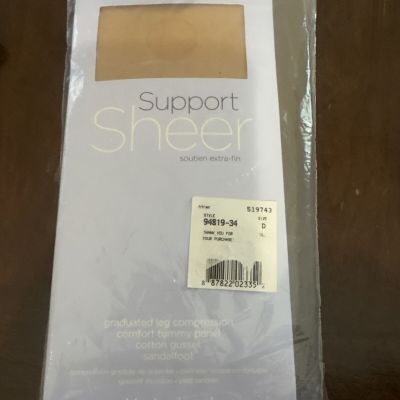 Support
Sheer
soutien extra-fin
519743
STYLE
SIZE
94819-34
D
THANK YOU FOR
YOUR PURCHASE!
8 87822 02335 2
graduated leg compression
comfort tummy panel
cotton gusset
sandalfoot